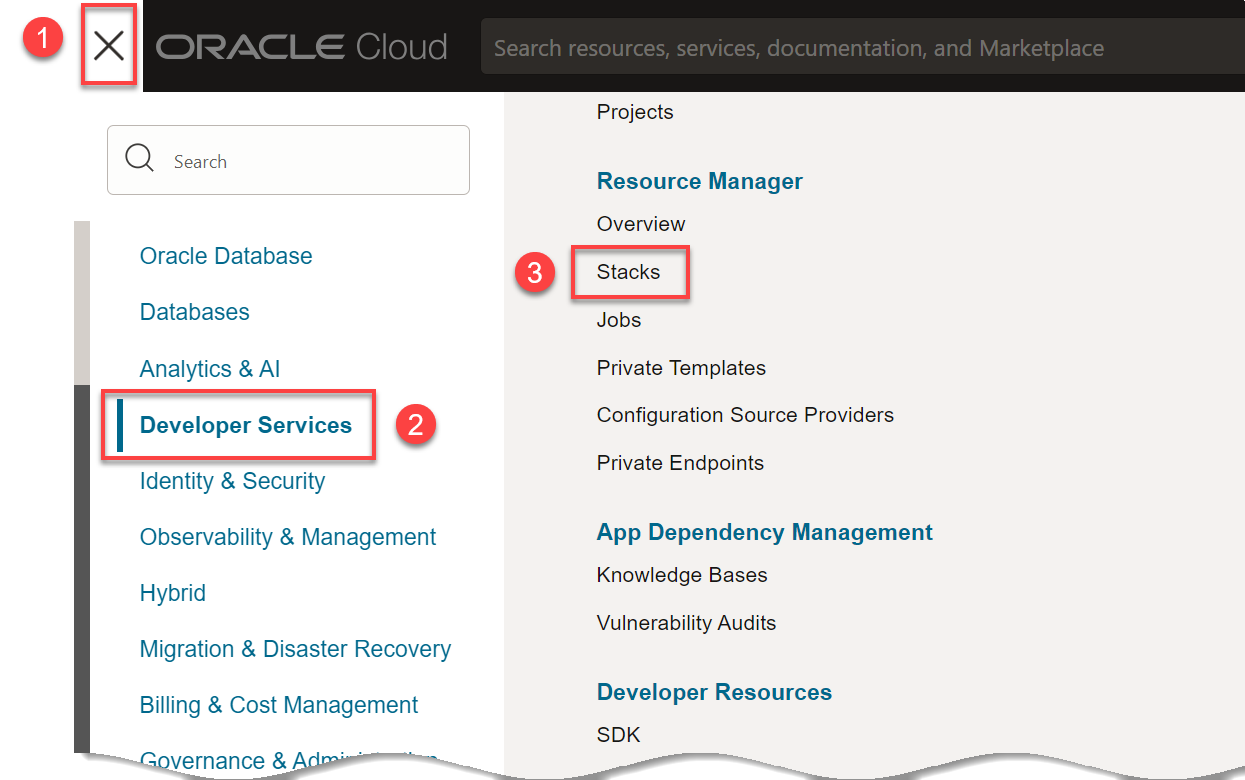 1
ORACLE Cloud
Search resources, services, documentation, and Marketplace
Search
Oracle Database
Databases
Analytics & AI
Developer Services
2
Identity & Security
Observability & Management
Hybrid
Migration & Disaster Recovery
Billing & Cost Management
Governance & Administration
Projects
Resource Manager
Overview
3
Stacks
Jobs
Private Templates
Configuration Source Providers
Private Endpoints
App Dependency Management
Knowledge Bases
Vulnerability Audits
Developer Resources
SDK